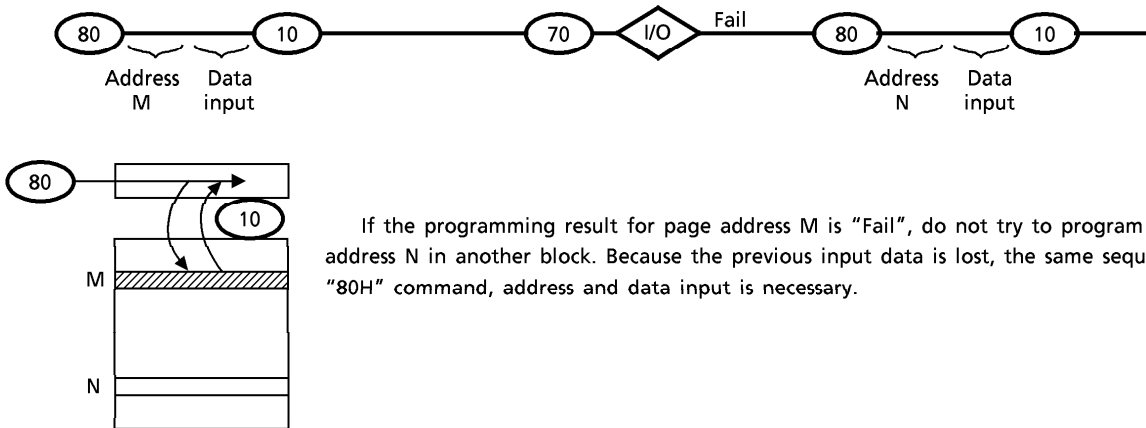 80 10 70 I/O Fail 80 10
Address Data Address Data
M input N input
80
10
If the programming result for page address M is “Fail”, do not try to program
address N in another block. Because the previous input data is lost, the same sequ
“80H” command, address and data input is necessary.
M
N